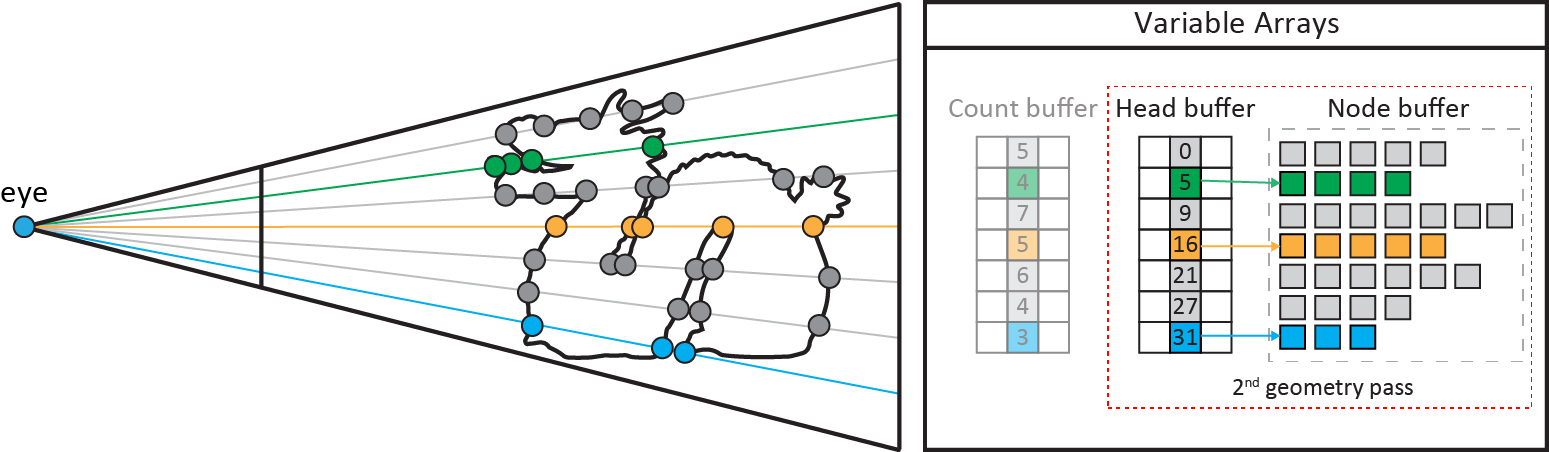 eye
Variable Arrays
Count buffer
Head buffer
Node buffer
5
0
4
5
7
9
5
16
6
21
4
27
3
31
2nd geometry pass